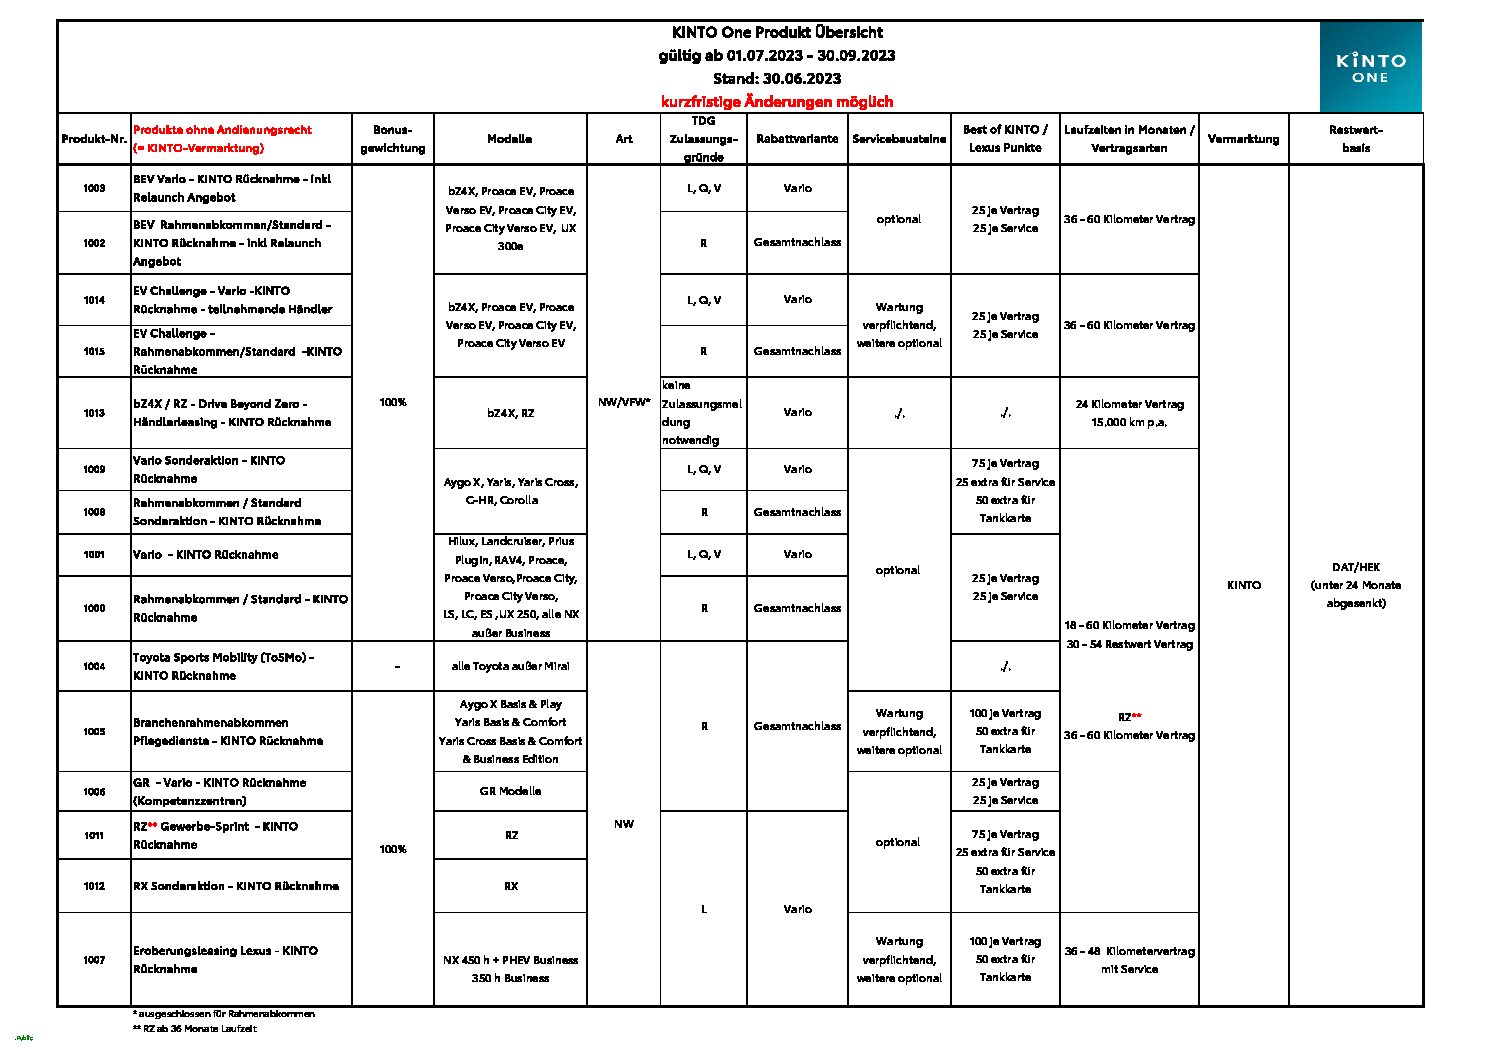 KINTO One Produkt Übersicht
gültig ab 01.07.2023 - 30.09.2023
Stand: 30.06.2023
kurzfristige Änderungen möglich
KINTO
ONE
Produkt-Nr.
Produkte ohne Andienungsrecht
(= KINTO-Vermarktung)
Bonus-
gewichtung
Modelle
Art
TDG
Zulassungs-
gründe
Rabattvariante
Servicebausteine
Best of KINTO /
Lexus Punkte
Laufzeiten in Monaten /
Vertragsarten
Vermarktung
Restwert-
basis
1003
BEV Vario - KINTO Rücknahme - inkl
Relaunch Angebot
bZ4X, Proace EV, Proace
Verso EV, Proace City EV,
Proace City Verso EV, UX
300e
L, Q, V
Vario
optional
25 je Vertrag
25 je Service
36 - 60 Kilometer Vertrag
1002
BEV Rahmenabkommen/Standard -
KINTO Rücknahme - inkl Relaunch
Angebot
R
Gesamtnachlass
1014
EV Challenge - Vario -KINTO
Rücknahme - teilnehmende Händler
bZ4X, Proace EV, Proace
Verso EV, Proace City EV,
Proace City Verso EV
L, Q, V
Vario
Wartung
verpflichtend,
weitere optional
25 je Vertrag
25 je Service
36 - 60 Kilometer Vertrag
1015
EV Challenge -
Rahmenabkommen/Standard -KINTO
Rücknahme
R
Gesamtnachlass
100%
NW/VFW*
1013
bZ4X / RZ - Drive Beyond Zero -
Händlerleasing - KINTO Rücknahme
bZ4X, RZ
keine
Zulassungsmel
dung
notwendig
Vario
./.
./.
24 Kilometer Vertrag
15.000 km p.a.
1009
Vario Sonderaktion - KINTO
Rücknahme
Aygo X, Yaris, Yaris Cross,
C-HR, Corolla
L, Q, V
Vario
75 je Vertrag
25 extra für Service
50 extra für
Tankkarte
1008
Rahmenabkommen / Standard
Sonderaktion - KINTO Rücknahme
R
Gesamtnachlass
1001
Vario - KINTO Rücknahme
Hilux, Landcruiser, Prius
Plugin, RAV4, Proace,
Proace Verso,Proace City,
Proace City Verso,
LS, LC, ES ,UX 250, alle NX
außer Business
L, Q, V
Vario
optional
25 je Vertrag
25 je Service
KINTO
DAT/HEK
(unter 24 Monate
abgesenkt)
1000
Rahmenabkommen / Standard - KINTO
Rücknahme
R
Gesamtnachlass
18 - 60 Kilometer Vertrag
30 - 54 Restwert Vertrag
1004
Toyota Sports Mobility (ToSMo) -
KINTO Rücknahme
-
alle Toyota außer Mirai
./.
1005
Branchenrahmenabkommen
Pflegedienste - KINTO Rücknahme
Aygo X Basis & Play
Yaris Basis & Comfort
Yaris Cross Basis & Comfort
& Business Edition
R
Gesamtnachlass
Wartung
verpflichtend,
weitere optional
100 je Vertrag
50 extra für
Tankkarte
RZ**
36 - 60 Kilometer Vertrag
1006
GR - Vario - KINTO Rücknahme
(Kompetenzzentren)
GR Modelle
25 je Vertrag
25 je Service
1011
RZ** Gewerbe-Sprint - KINTO
Rücknahme
100%
RZ
NW
optional
75 je Vertrag
25 extra für Service
50 extra für
Tankkarte
1012
RX Sonderaktion - KINTO Rücknahme
RX
L
Vario
1007
Eroberungsleasing Lexus - KINTO
Rücknahme
NX 450 h + PHEV Business
350 h Business
Wartung
verpflichtend,
weitere optional
100 je Vertrag
50 extra für
Tankkarte
36 - 48 Kilometervertrag
mit Service
* ausgeschlossen für Rahmenabkommen
** RZ ab 36 Monate Laufzeit
.Public